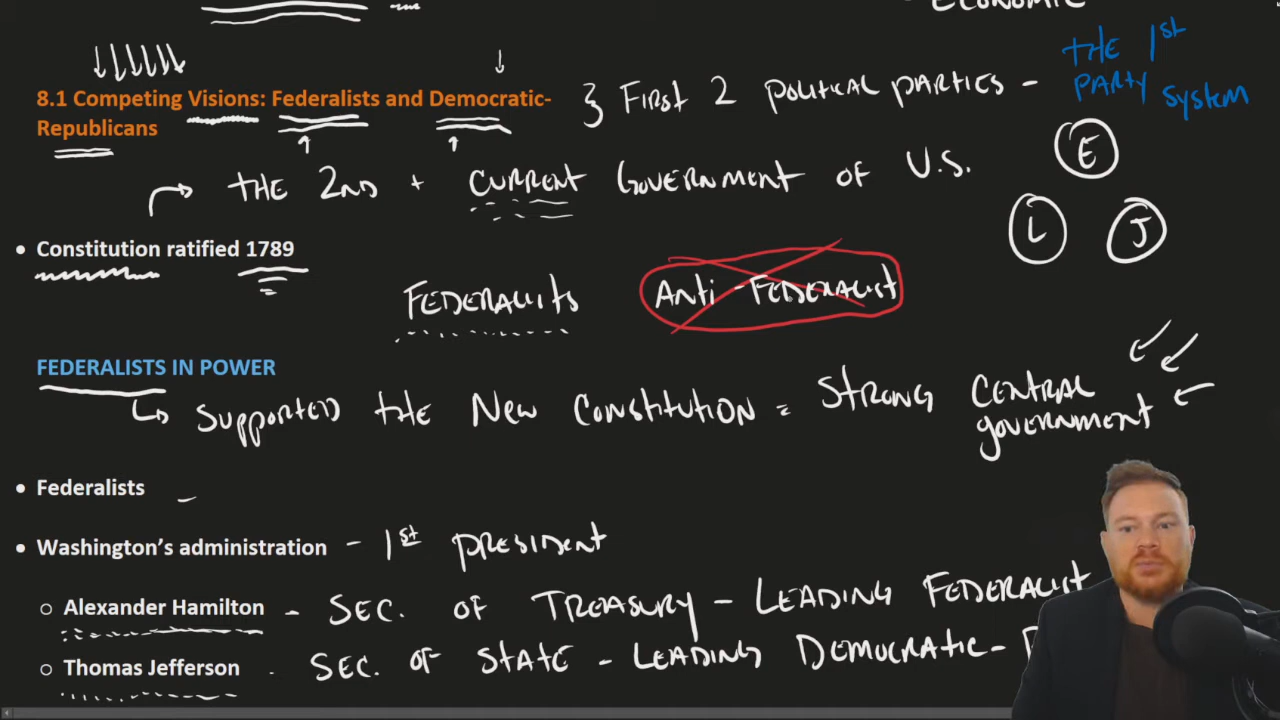 ECONOMIC
8.1 Competing Visions: Federalists and Democratic-
Republicans
} First 2 Political parties -
THE 1st
PARTY System
E
THE 2ND + CURRENT Government of U.S.
L J
• Constitution ratified 1789
FEDERALITS Anti-FEDERALIST
FEDERALISTS IN POWER
Supported the New Constitution = Strong Central
government
• Federalists -
• Washington's administration - 1st president
○ Alexander Hamilton - Sec. of Treasury - Leading Federalist
○ Thomas Jefferson - Sec. of State - Leading Democratic-